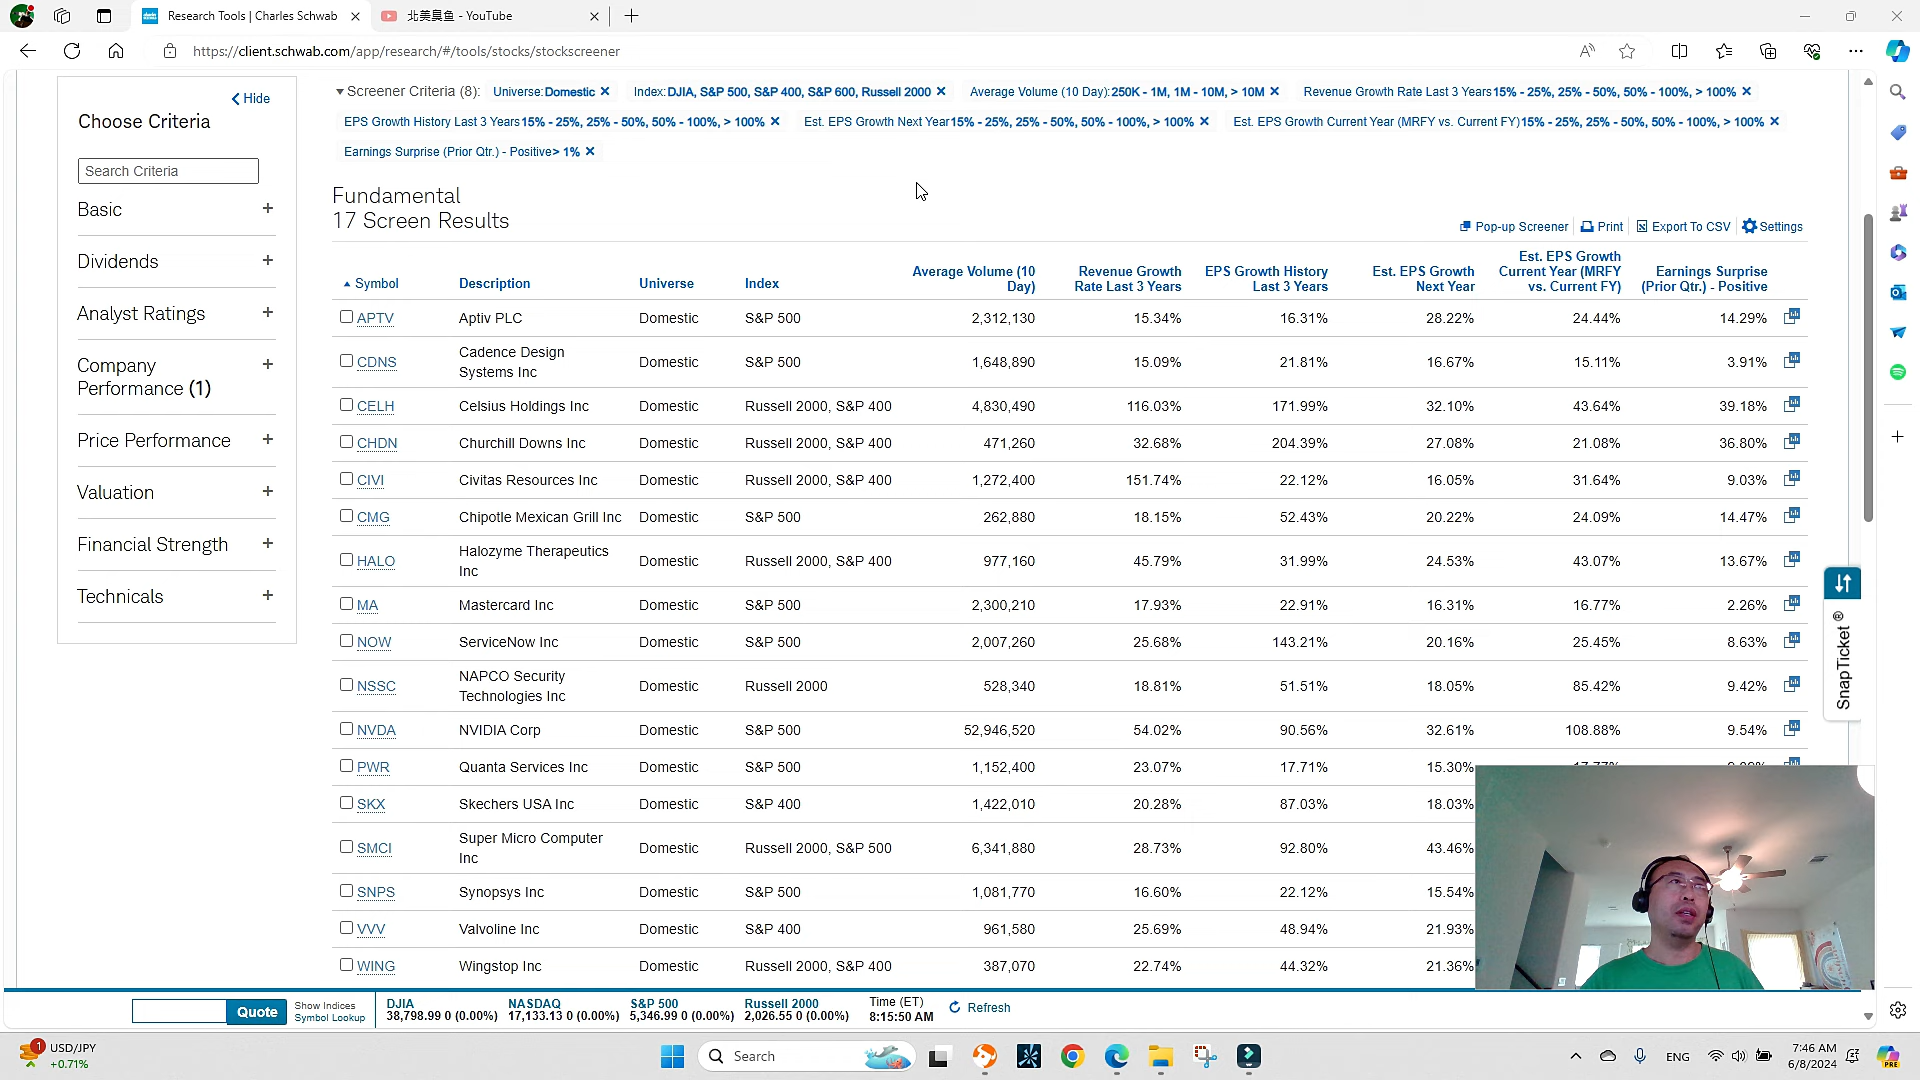 Research Tools | Charles Schwab
北美臭鱼 - YouTube
https://client.schwab.com/app/research/#/tools/stocks/stockscreener
Hide
Choose Criteria
Search Criteria
Basic
Dividends
Analyst Ratings
Company
Performance (1)
Price Performance
Valuation
Financial Strength
Technicals
Screener Criteria (8): Universe:Domestic Index:DJIA, S&P 500, S&P 400, S&P 600, Russell 2000 Average Volume (10 Day):250K - 1M, 1M - 10M, > 10M Revenue Growth Rate Last 3 Years15% - 25%, 25% - 50%, 50% - 100%, > 100%
EPS Growth History Last 3 Years15% - 25%, 25% - 50%, 50% - 100%, > 100% Est. EPS Growth Next Year15% - 25%, 25% - 50%, 50% - 100%, > 100% Est. EPS Growth Current Year (MRFY vs. Current FY)15% - 25%, 25% - 50%, 50% - 100%, > 100%
Earnings Surprise (Prior Qtr.) - Positive> 1%
Fundamental
17 Screen Results
Pop-up Screener Print Export To CSV Settings
Symbol Description Universe Index Average Volume (10 Day) Revenue Growth Rate Last 3 Years EPS Growth History Last 3 Years Est. EPS Growth Next Year Est. EPS Growth Current Year (MRFY vs. Current FY) Earnings Surprise (Prior Qtr.) - Positive
APTV Aptiv PLC Domestic S&P 500 2,312,130 15.34% 16.31% 28.22% 24.44% 14.29%
CDNS Cadence Design Systems Inc Domestic S&P 500 1,648,890 15.09% 21.81% 16.67% 15.11% 3.91%
CELH Celsius Holdings Inc Domestic Russell 2000, S&P 400 4,830,490 116.03% 171.99% 32.10% 43.64% 39.18%
CHDN Churchill Downs Inc Domestic Russell 2000, S&P 400 471,260 32.68% 204.39% 27.08% 21.08% 36.80%
CIVI Civitas Resources Inc Domestic Russell 2000, S&P 400 1,272,400 151.74% 22.12% 16.05% 31.64% 9.03%
CMG Chipotle Mexican Grill Inc Domestic S&P 500 262,880 18.15% 52.43% 20.22% 24.09% 14.47%
HALO Halozyme Therapeutics Inc Domestic Russell 2000, S&P 400 977,160 45.79% 31.99% 24.53% 43.07% 13.67%
MA Mastercard Inc Domestic S&P 500 2,300,210 17.93% 22.91% 16.31% 16.77% 2.26%
NOW ServiceNow Inc Domestic S&P 500 2,007,260 25.68% 143.21% 20.16% 25.45% 8.63%
NSSC NAPCO Security Technologies Inc Domestic Russell 2000 528,340 18.81% 51.51% 18.05% 85.42% 9.42%
NVDA NVIDIA Corp Domestic S&P 500 52,946,520 54.02% 90.56% 32.61% 108.88% 9.54%
PWR Quanta Services Inc Domestic S&P 500 1,152,400 23.07% 17.71% 15.30%
SKX Skechers USA Inc Domestic S&P 400 1,422,010 20.28% 87.03% 18.03%
SMCI Super Micro Computer Inc Domestic Russell 2000, S&P 500 6,341,880 28.73% 92.80% 43.46%
SNPS Synopsys Inc Domestic S&P 500 1,081,770 16.60% 22.12% 15.54%
VVV Valvoline Inc Domestic S&P 400 961,580 25.69% 48.94% 21.93%
WING Wingstop Inc Domestic Russell 2000, S&P 400 387,070 22.74% 44.32% 21.36%
SnapTicket ®
Quote
Show Indices
Symbol Lookup
DJIA NASDAQ S&P 500 Russell 2000 Time (ET)
38,798.99 0 (0.00%) 17,133.13 0 (0.00%) 5,346.99 0 (0.00%) 2,026.55 0 (0.00%) 8:15:50 AM
Refresh
1
USD/JPY
+0.71%
Search
ENG
7:46 AM
6/8/2024
PRE